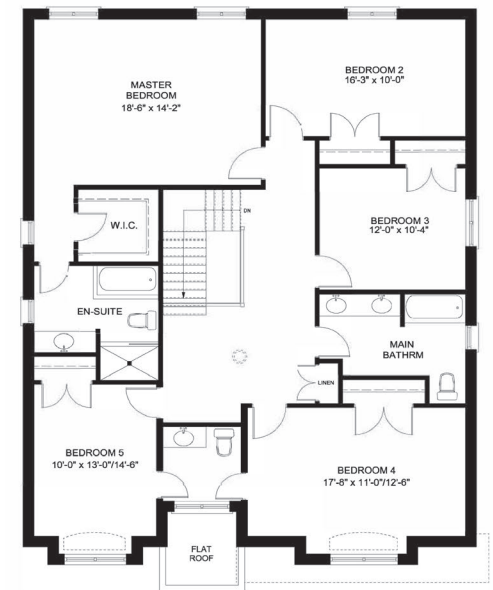 MASTER
BEDROOM
18'-6" x 14'-2"
BEDROOM 2
16'-3" x 10'-0"
W.I.C.
DN
BEDROOM 3
12'-0" x 10'-4"
EN-SUITE
MAIN
BATHRM
LINEN
BEDROOM 5
10'-0" x 13'-0"/14'-6"
BEDROOM 4
17'-8" x 11'-0"/12'-6"
FLAT
ROOF